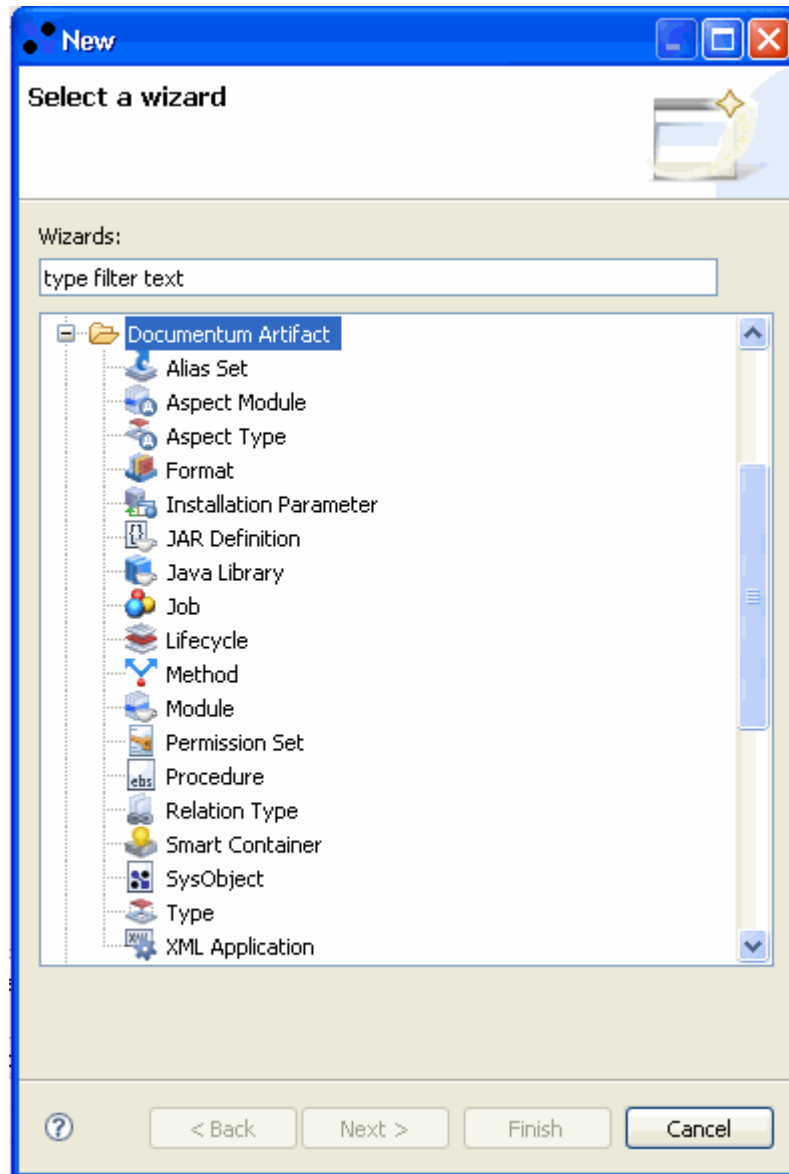 New
Select a wizard
Wizards:
type filter text
Documentum Artifact
Alias Set
Aspect Module
Aspect Type
Format
Installation Parameter
JAR Definition
Java Library
Job
Lifecycle
Method
Module
Permission Set
ebs Procedure
Relation Type
Smart Container
SysObject
Type
XML XML Application
? < Back Next > Finish Cancel